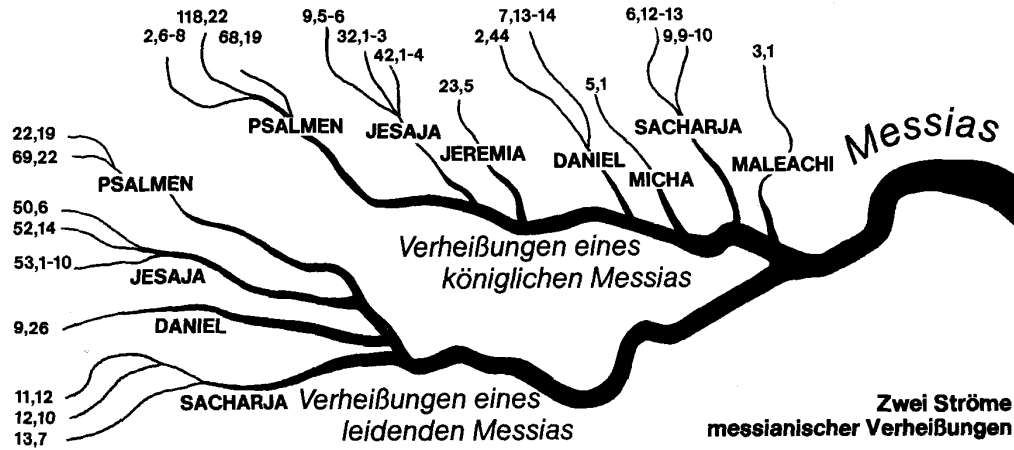 118,22
2,6-8
68,19
9,5-6
32,1-3
42,1-4
7,13-14
2,44
6,12-13
9,9-10
3,1
23,5
5,1
PSALMEN
JESAJA
JEREMIA
DANIEL
MICHA
SACHARJA
MALEACHI
Messias
22,19
69,22
PSALMEN
50,6
52,14
53,1-10
JESAJA
9,26
DANIEL
11,12
12,10
13,7
SACHARJA
Verheißungen eines
königlichen Messias
Verheißungen eines
leidenden Messias
Zwei Ströme
messianischer Verheißungen